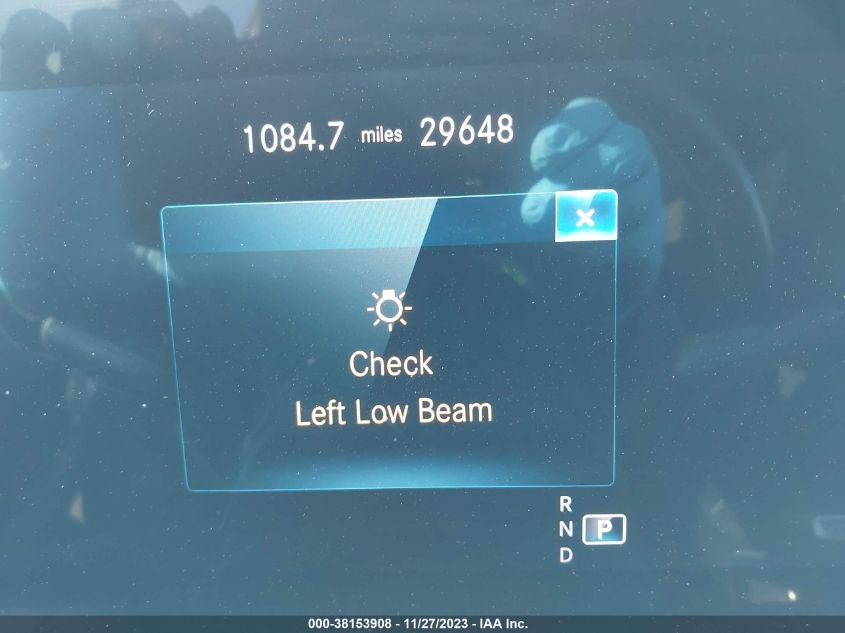 1084.7 miles 29648
×
Check
Left Low Beam
R
N P
D
000-38153908 - 11/27/2023 - IAA Inc.